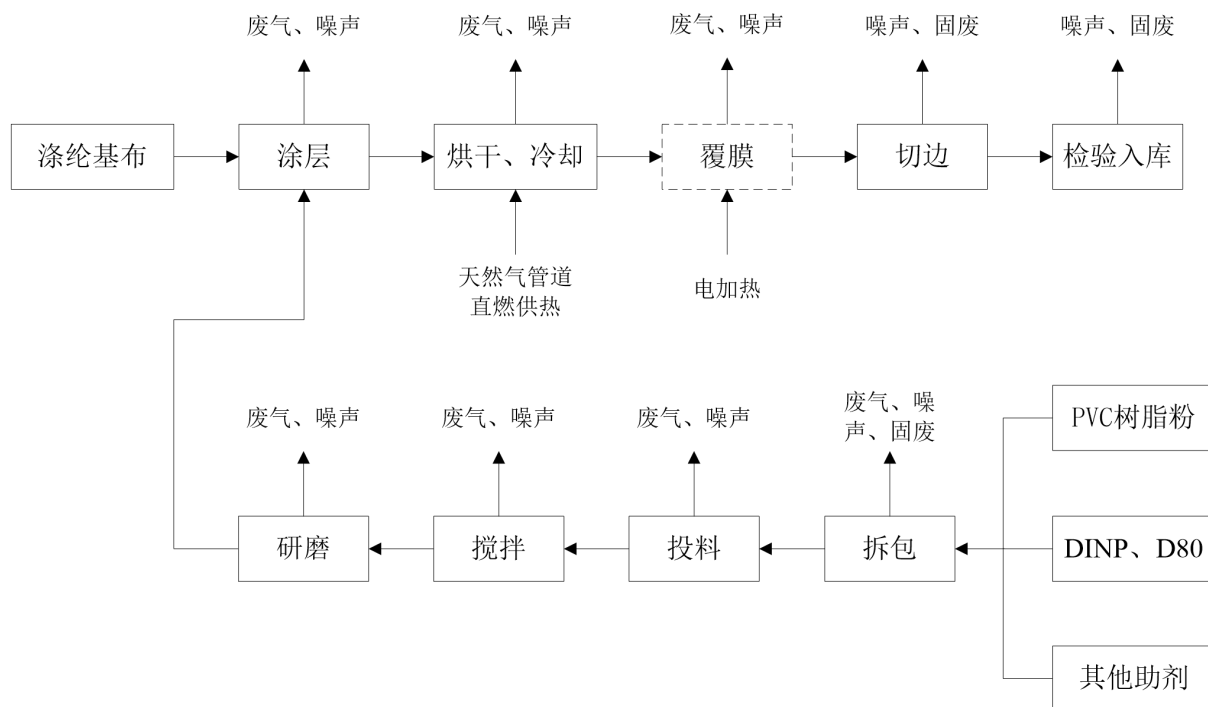 废气、噪声
废气、噪声
废气、噪声
噪声、固废
噪声、固废
涤纶基布
涂层
烘干、冷却
覆膜
切边
检验入库
天然气管道
直燃供热
电加热
废气、噪声
废气、噪声
废气、噪声
废气、噪
声、固废
PVC树脂粉
研磨
搅拌
投料
拆包
DINP、D80
其他助剂